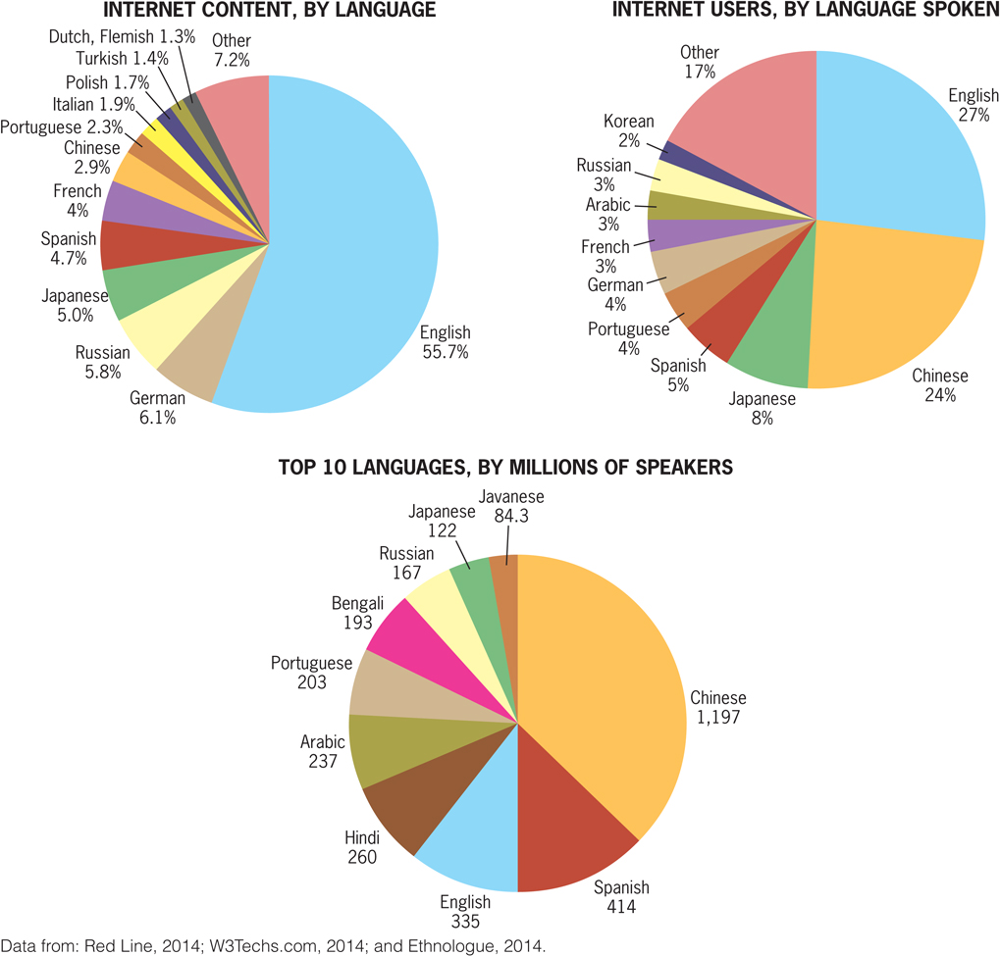 INTERNET CONTENT, BY LANGUAGE
Dutch, Flemish 1.3%
Turkish 1.4%
Polish 1.7%
Italian 1.9%
Portuguese 2.3%
Chinese
2.9%
French
4%
Spanish
4.7%
Japanese
5.0%
Russian
5.8%
German
6.1%
English
55.7%
Other
7.2%
INTERNET USERS, BY LANGUAGE SPOKEN
Other
17%
English
27%
Korean
2%
Russian
3%
Arabic
3%
French
3%
German
4%
Portuguese
4%
Spanish
5%
Japanese
8%
Chinese
24%
TOP 10 LANGUAGES, BY MILLIONS OF SPEAKERS
Javanese
84.3
Japanese
122
Russian
167
Bengali
193
Portuguese
203
Arabic
237
Hindi
260
English
335
Spanish
414
Chinese
1,197
Data from: Red Line, 2014; W3Techs.com, 2014; and Ethnologue, 2014.